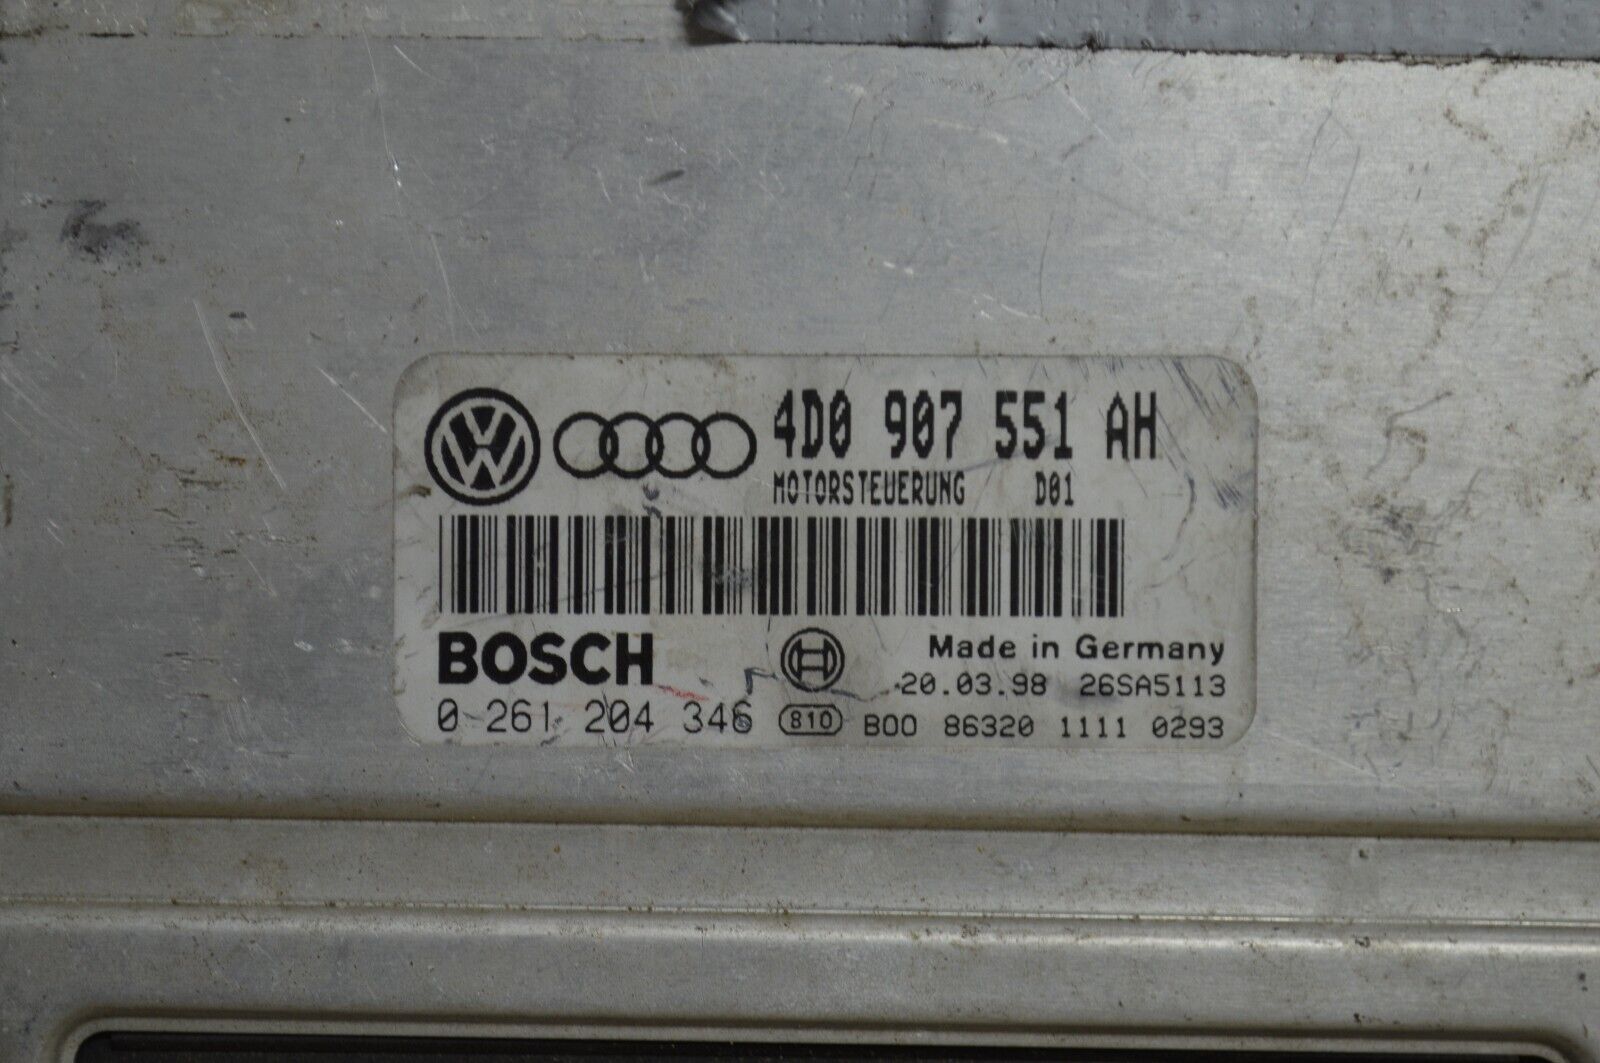 4D0 907 551 AH
MOTORSTEUERUNG D01
BOSCH
Made in Germany
20.03.98 26SA5113
0 261 204 346 810 B00 86320 1111 0293